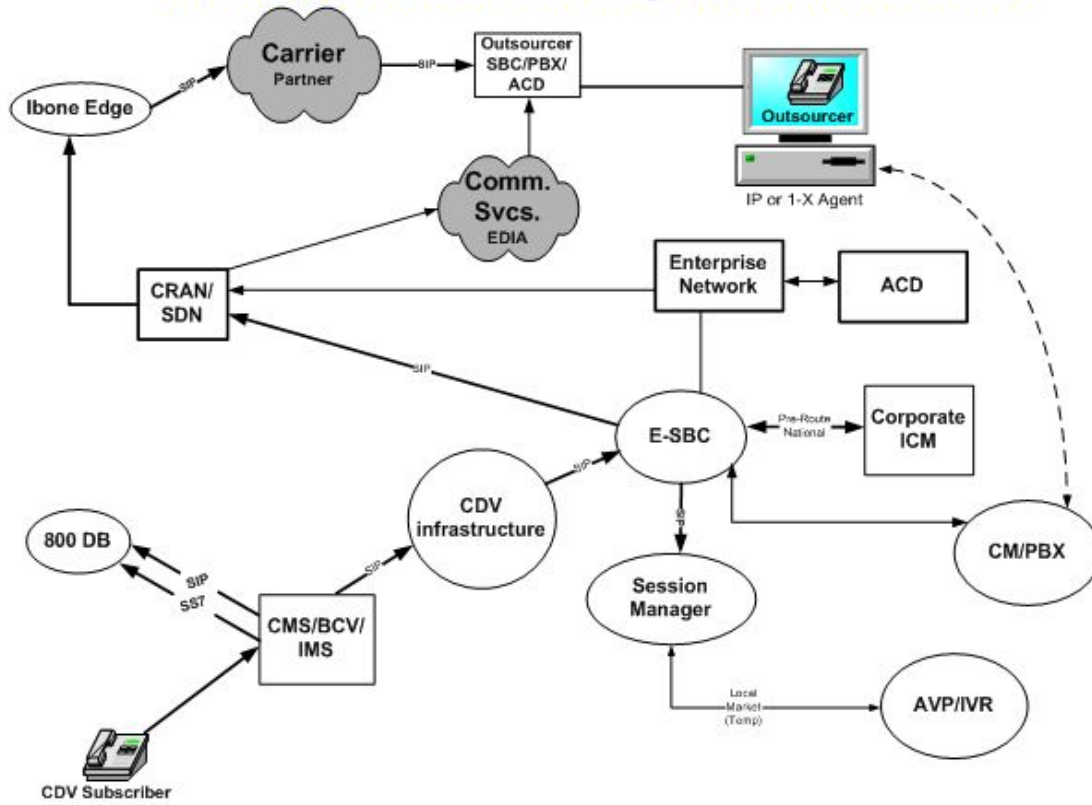 Carrier
Partner
SIP
SIP
Outsourcer
SBC/PBX/
ACD
Outsourcer
IP or 1-X Agent
Ibone Edge
Comm.
Svcs.
EDIA
Enterprise
Network
ACD
CRAN/
SDN
SIP
E-SBC
Pre-Route
National
Corporate
ICM
SIP
CDV
infrastructure
SIP
CM/PBX
800 DB
SIP
SS7
SIP
Session
Manager
CMS/BCV/
IMS
Local
Market
(Temp)
AVP/IVR
CDV Subscriber